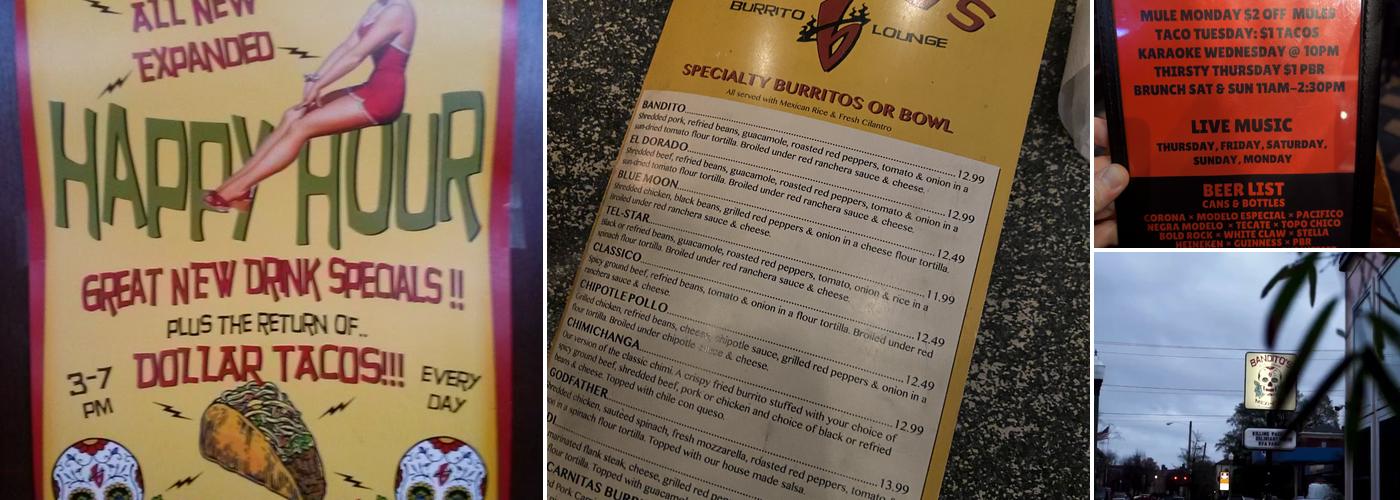 ALL NEW
EXPANDED
HAPPY HOUR
GREAT NEW DRINK SPECIALS !!
PLUS THE RETURN OF..
DOLLAR TACOS!!!
3-7
PM
EVERY
DAY
BURRITO LOUNGE
SPECIALTY BURRITOS OR BOWL
All served with Mexican Rice & Fresh Cilantro
BANDITO 12.99
Shredded pork, refried beans, guacamole, roasted red peppers, tomato & onion in a
sun-dried tomato flour tortilla. Broiled under red ranchera sauce & cheese.
EL DORADO 12.99
Shredded beef, refried beans, guacamole, roasted red peppers, tomato & onion in a
sun-dried tomato flour tortilla. Broiled under red ranchera sauce & cheese.
BLUE MOON 12.49
Shredded chicken, black beans, grilled red peppers & onion in a cheese flour tortilla.
Broiled under red ranchera sauce & cheese.
TEL-STAR 11.99
Black or refried beans, guacamole, roasted red peppers, tomato, onion & rice in a
spinach flour tortilla. Broiled under red ranchera sauce & cheese.
CLASSICO 12.49
Spicy ground beef, refried beans, tomato & onion in a flour tortilla. Broiled under red
ranchera sauce & cheese.
CHIPOTLE POLLO 12.49
Grilled chicken, refried beans, cheese, chipotle sauce, grilled red peppers & onion in a
flour tortilla. Broiled under chipotle sauce & cheese.
CHIMICHANGA 12.99
Our version of the classic chimi. A crispy fried burrito stuffed with your choice of
spicy ground beef, shredded beef, pork or chicken and choice of black or refried
beans & cheese. Topped with chile con queso.
GODFATHER 13.99
Shredded chicken, sauteed spinach, fresh mozzarella, roasted red peppers, tomato &
onion in a spinach flour tortilla. Topped with our house made salsa.
marinated flank steak, cheese, grilled red
flour tortilla. Topped with guacamole
CARNITAS
MULE MONDAY $2 OFF MULES
TACO TUESDAY: $1 TACOS
KARAOKE WEDNESDAY @ 10PM
THIRSTY THURSDAY $1 PBR
BRUNCH SAT & SUN 11AM-2:30PM
LIVE MUSIC
THURSDAY, FRIDAY, SATURDAY,
SUNDAY, MONDAY
BEER LIST
CANS & BOTTLES
CORONA × MODELO ESPECIAL × PACIFICO
NEGRA MODELO × TECATE × TOPO CHICO
BOLD ROCK × WHITE CLAW × STELLA
HEINEKEN × GUINNESS × PBR
BANDITO'S